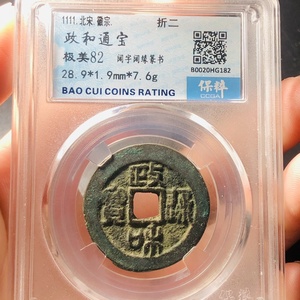 1111.北宋.徽宗 折二
政和通宝
极美82 阔字阔缘篆书
28.9*1.9mm*7.6g
BAO CUI COINS RATING
B0020HG182
保粹
政和通寳